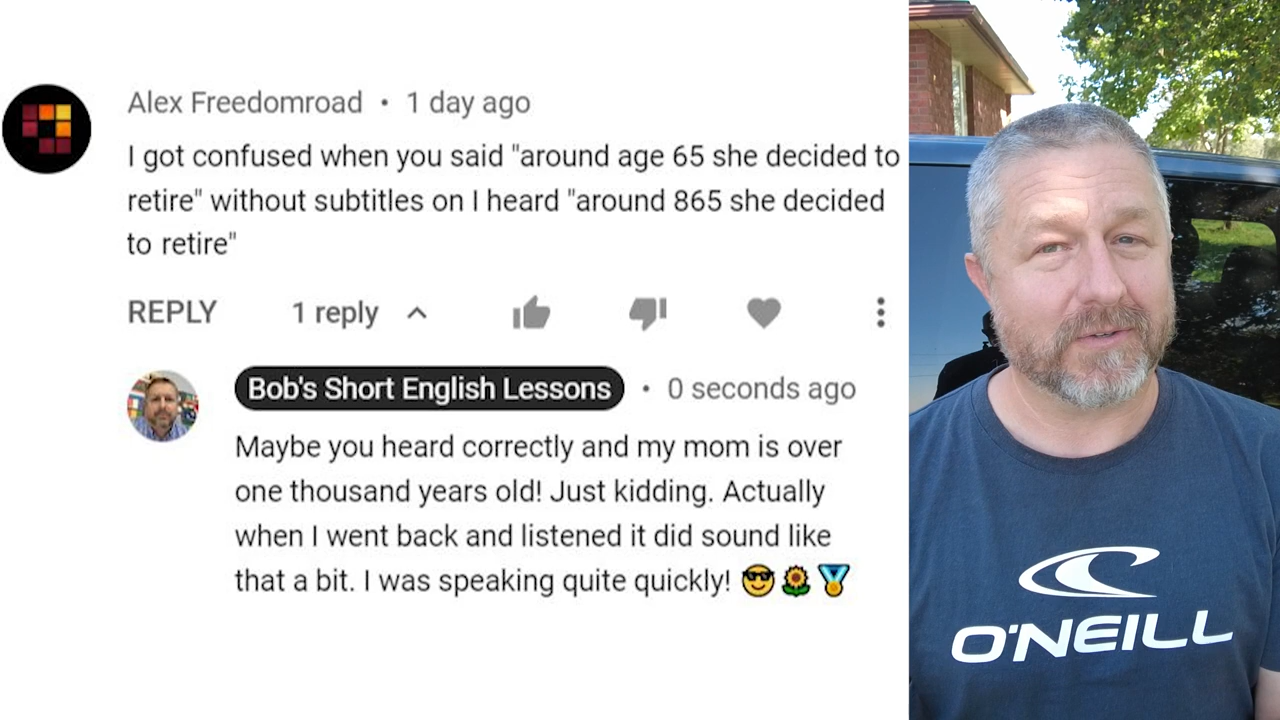 Alex Freedomroad • 1 day ago
I got confused when you said "around age 65 she decided to
retire" without subtitles on I heard "around 865 she decided
to retire"
REPLY 1 reply
Bob's Short English Lessons • 0 seconds ago
Maybe you heard correctly and my mom is over
one thousand years old! Just kidding. Actually
when I went back and listened it did sound like
that a bit. I was speaking quite quickly! 😎🌻🏅
O'NEILL